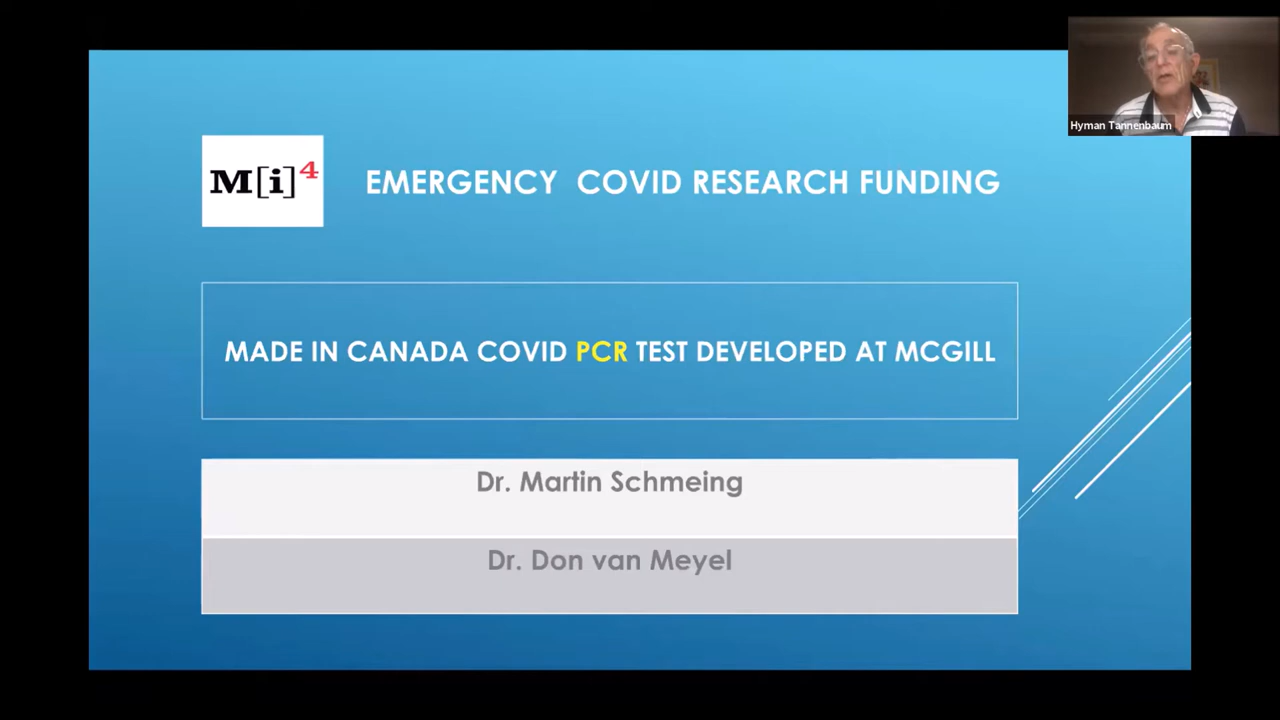 Hyman Tannenbaum
M[i]4
EMERGENCY COVID RESEARCH FUNDING
MADE IN CANADA COVID PCR TEST DEVELOPED AT MCGILL
Dr. Martin Schmeing
Dr. Don van Meyel